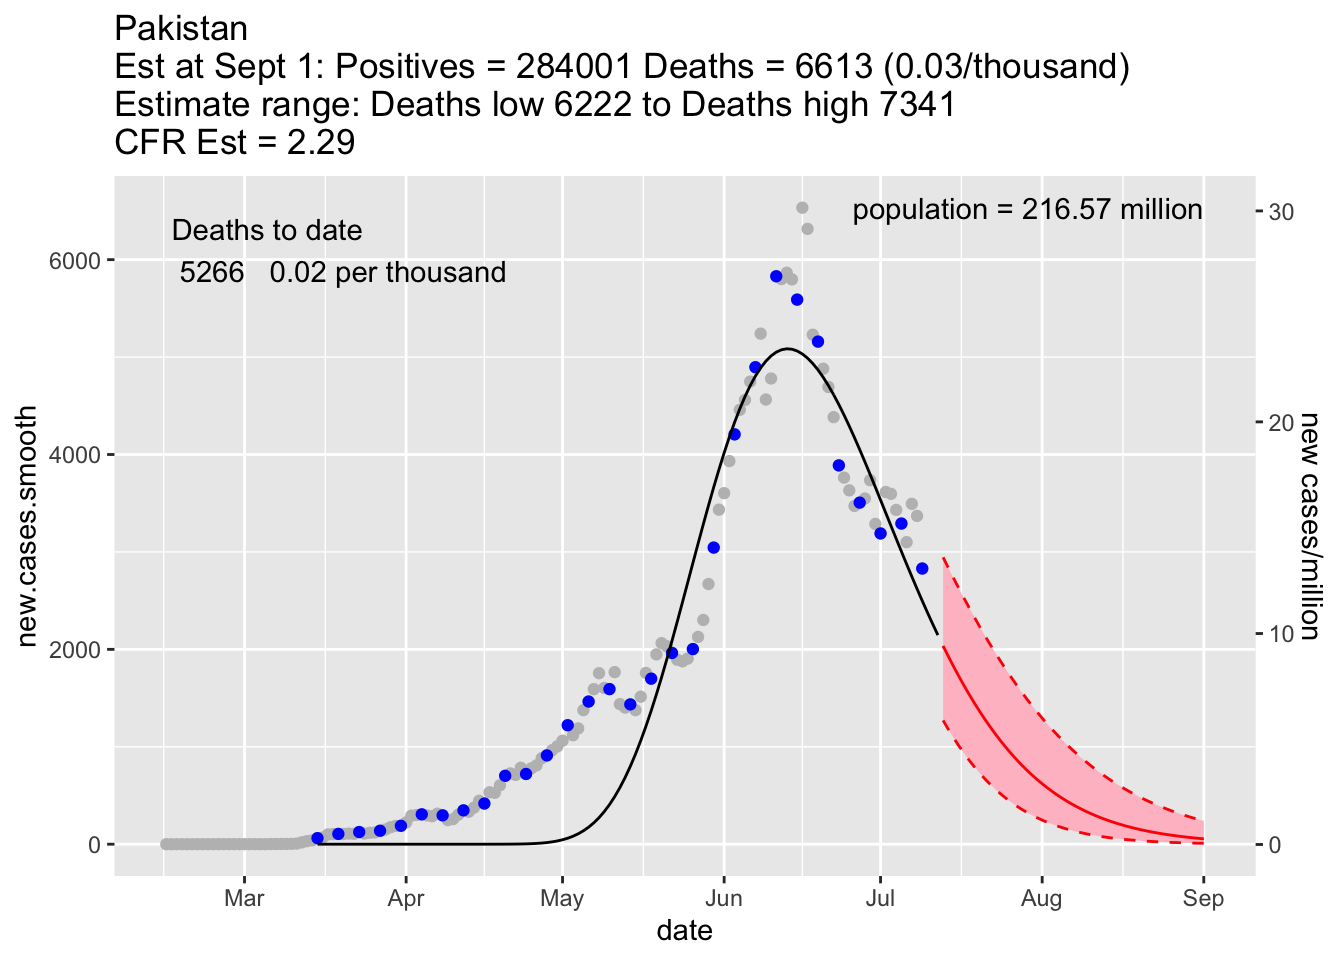 Pakistan
Est at Sept 1: Positives = 284001 Deaths = 6613 (0.03/thousand)
Estimate range: Deaths low 6222 to Deaths high 7341
CFR Est = 2.29
Deaths to date
5266 0.02 per thousand
population = 216.57 million
new.cases.smooth
6000
4000
2000
0
30
20
10
0
new cases/million
Mar Apr May Jun Jul Aug Sep
date